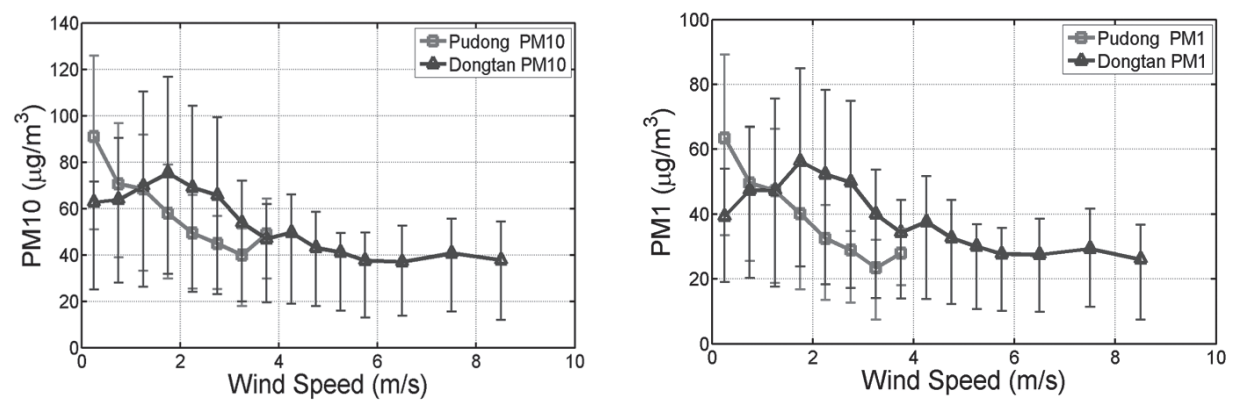 140
120
100
80
60
40
20
0
0 2 4 6 8 10
PM10 (μg/m³)
Wind Speed (m/s)
Pudong PM10
Dongtan PM10
100
80
60
40
20
0
0 2 4 6 8 10
PM1 (μg/m³)
Wind Speed (m/s)
Pudong PM1
Dongtan PM1